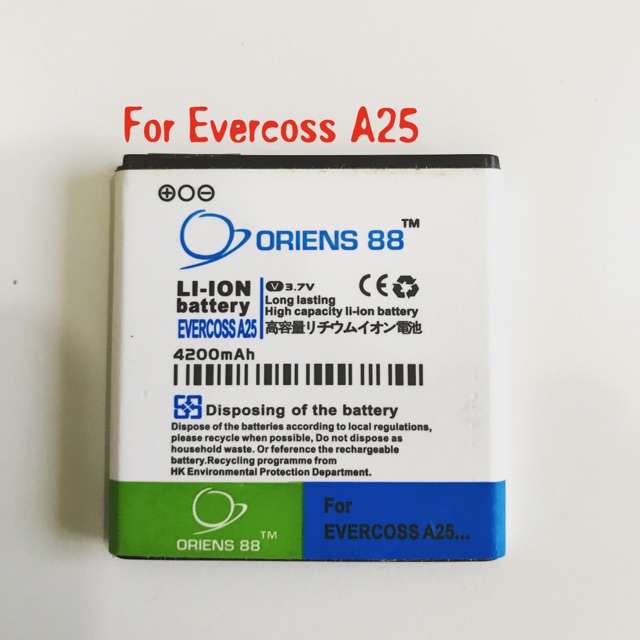 For Evercoss A25
ORIENS 88™
LI-ION
battery
EVERCOSS A25
V 3.7V
Long lasting
High capacity li-ion battery
高容量リチウムイオン電池
4200mAh
Disposing of the battery
Dispose of the batteries according to local regulations,
please recycle when possible, Do not dispose as
household waste. Or feference the rechargeable
battery.Recycling programme from
HK Environmental Protection Department.
ORIENS 88™
For
EVERCOSS A25...